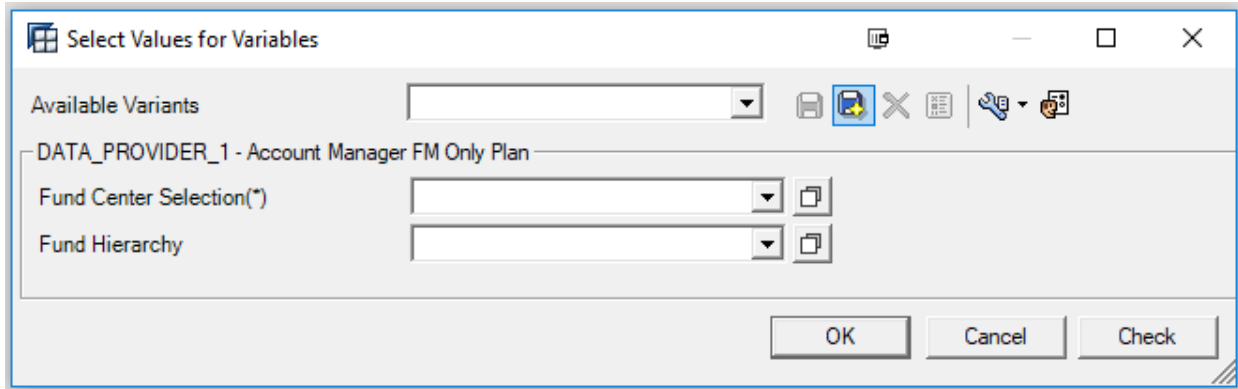 Select Values for Variables
Available Variants
DATA_PROVIDER_1 - Account Manager FM Only Plan
Fund Center Selection(*)
Fund Hierarchy
OK Cancel Check